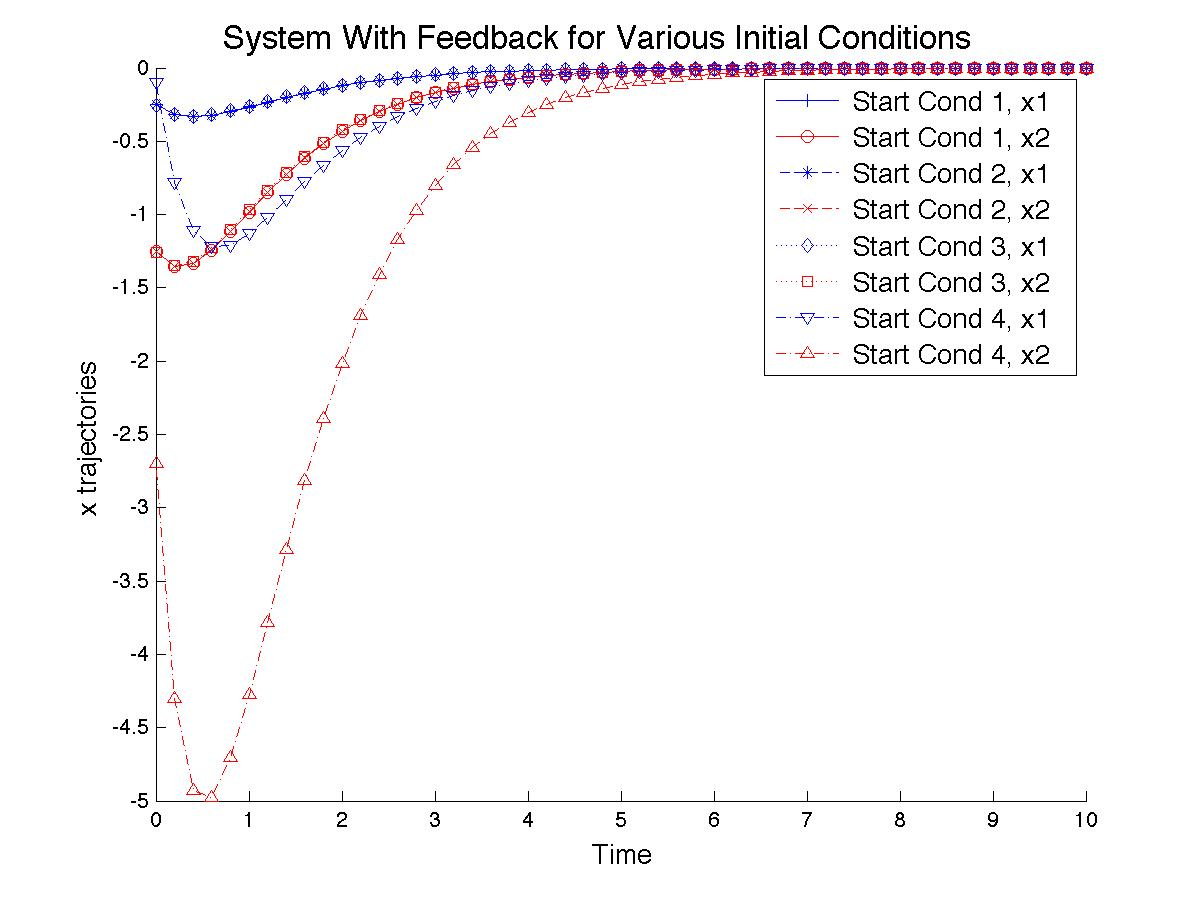 System With Feedback for Various Initial Conditions
0
-0.5
-1
-1.5
-2
-2.5
-3
-3.5
-4
-4.5
-5
x trajectories
Start Cond 1, x1
Start Cond 1, x2
Start Cond 2, x1
Start Cond 2, x2
Start Cond 3, x1
Start Cond 3, x2
Start Cond 4, x1
Start Cond 4, x2
0 1 2 3 4 5 6 7 8 9 10
Time